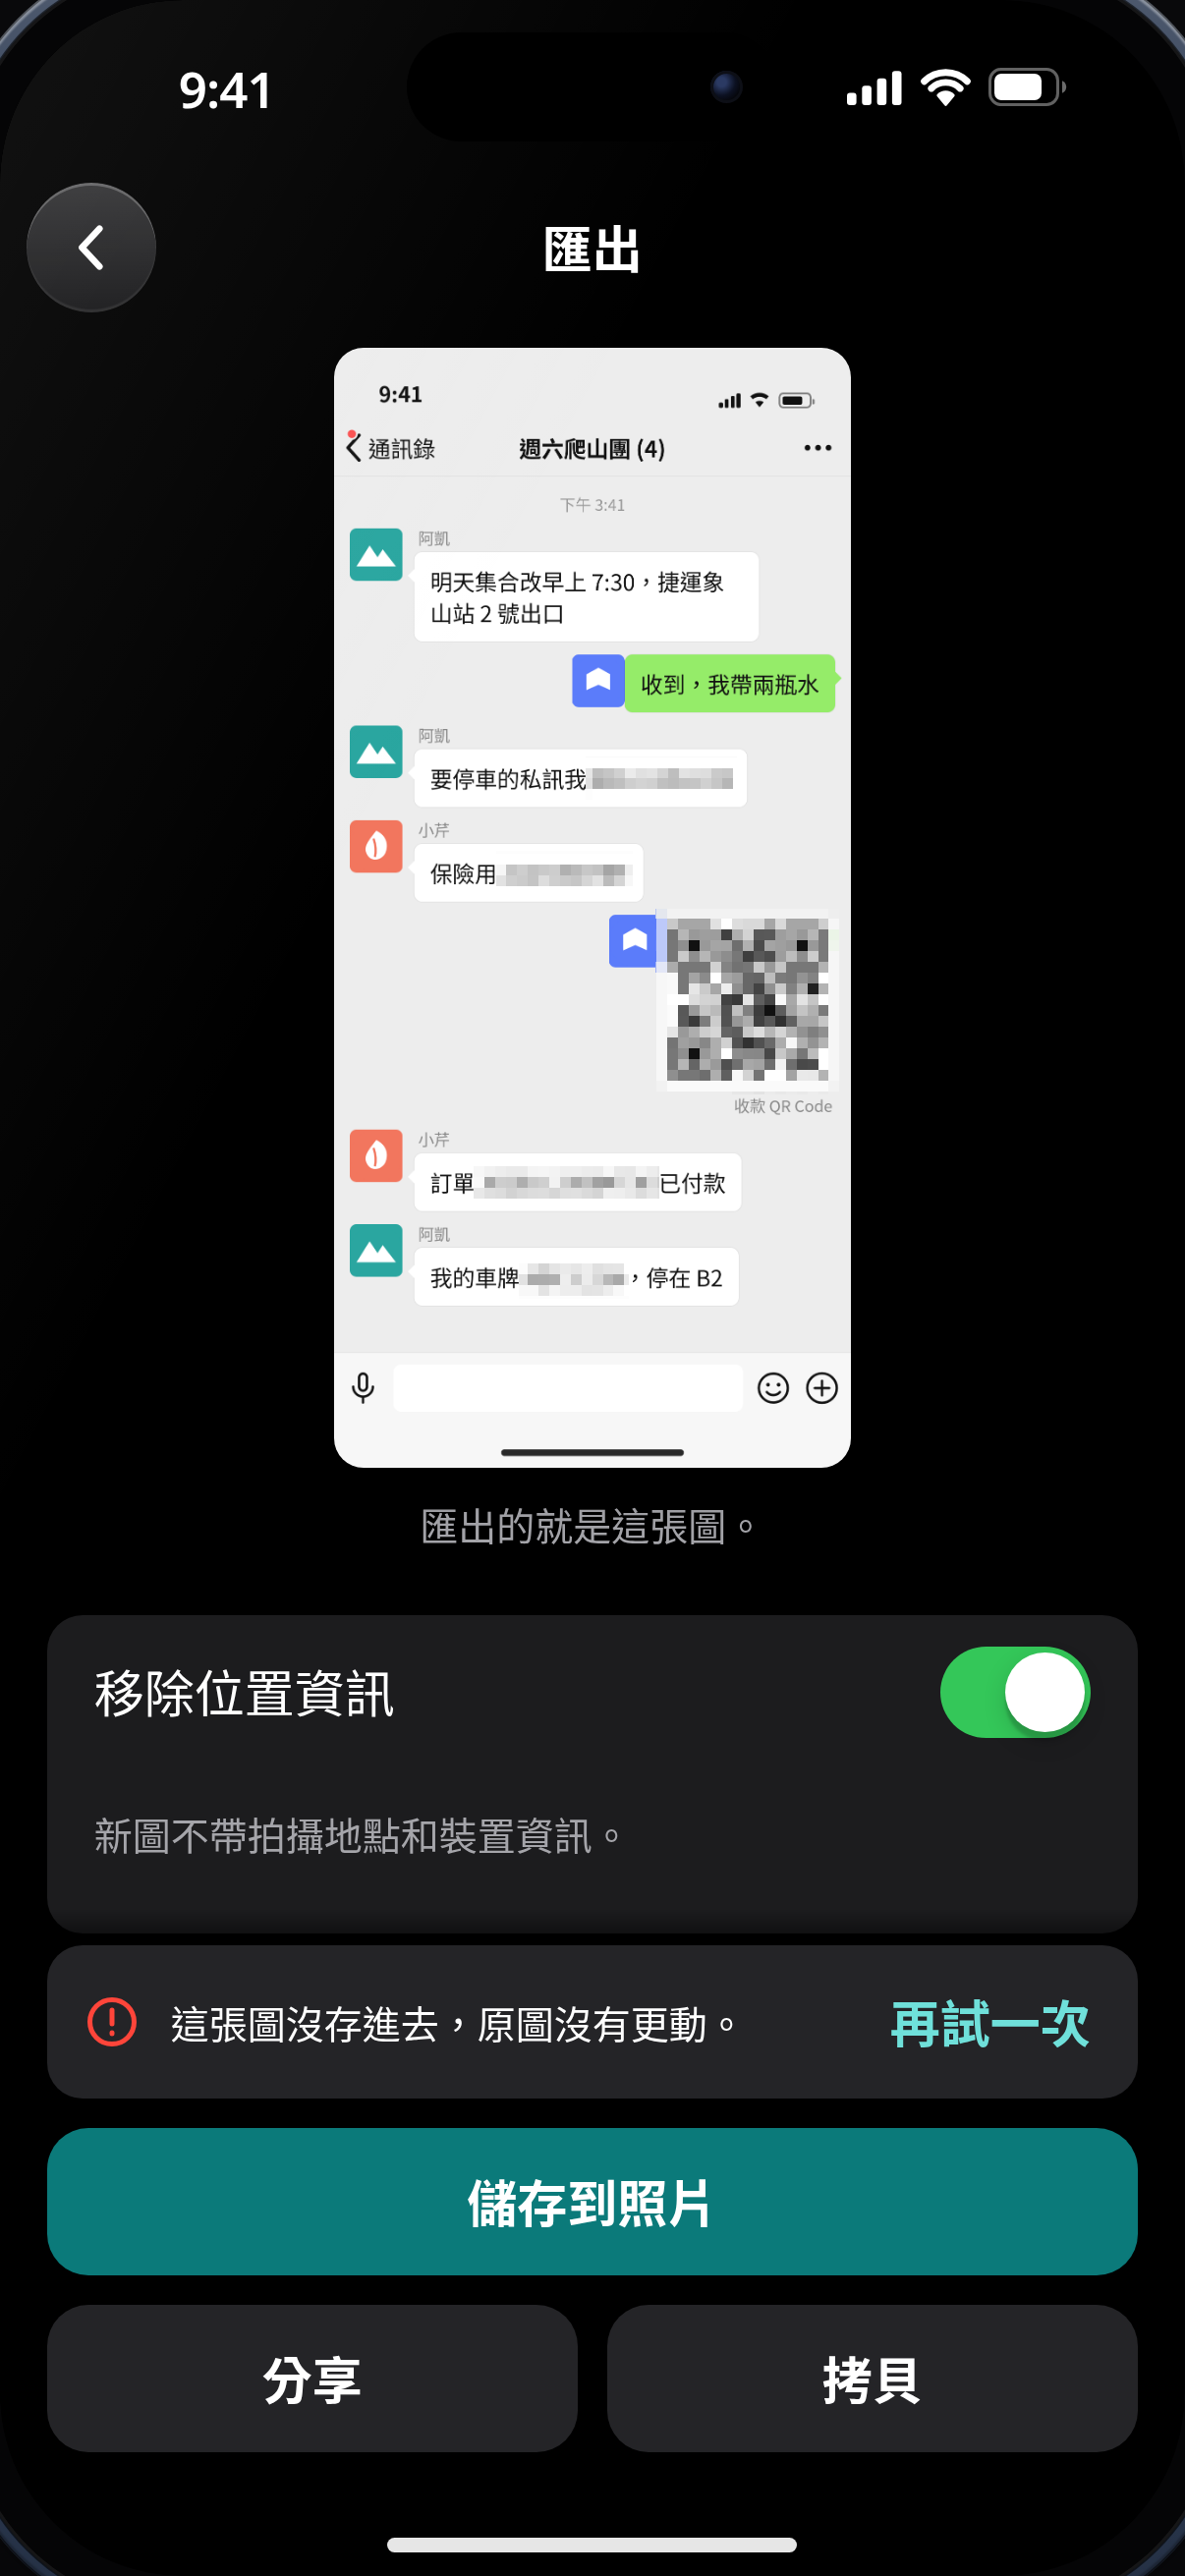 9:41
匯出
9:41
通訊錄
週六爬山團 (4)
下午 3:41
阿凱
明天集合改早上 7:30，捷運象
山站 2 號出口
收到，我帶兩瓶水
阿凱
要停車的私訊我
小芹
保險用
收款 QR Code
小芹
訂單 已付款
阿凱
我的車牌 ，停在 B2
匯出的就是這張圖。
移除位置資訊
新圖不帶拍攝地點和裝置資訊。
這張圖沒存進去，原圖沒有更動。
再試一次
儲存到照片
分享
拷貝